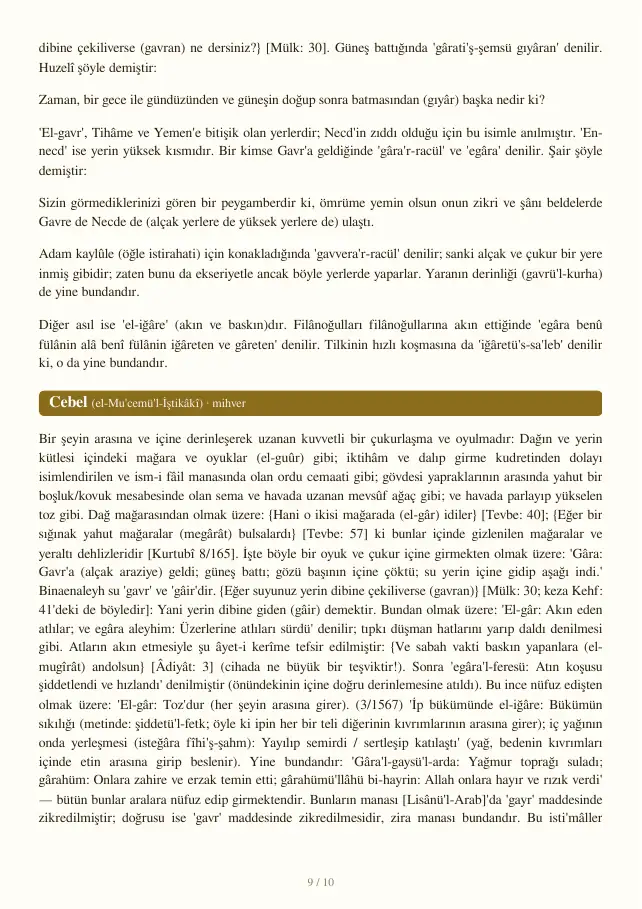 dibine çekiliverse (gavran) ne dersiniz?} [Mülk: 30]. Güneş battığında 'gârati'ş-şemsü gıyâran' denilir.
Huzelî şöyle demiştir:
Zaman, bir gece ile gündüzünden ve güneşin doğup sonra batmasından (gıyâr) başka nedir ki?
'El-gavr', Tihâme ve Yemen'e bitişik olan yerlerdir; Necd'in zıddı olduğu için bu isimle anılmıştır. 'En-
necd' ise yerin yüksek kısmıdır. Bir kimse Gavr'a geldiğinde 'gâra'r-racül' ve 'egâra' denilir. Şair şöyle
demiştir:
Sizin görmediklerinizi gören bir peygamberdir ki, ömrüme yemin olsun onun zikri ve şânı beldelerde
Gavre de Necde de (alçak yerlere de yüksek yerlere de) ulaştı.
Adam kaylûle (öğle istirahati) için konakladığında 'gavvera'r-racül' denilir; sanki alçak ve çukur bir yere
inmiş gibidir; zaten bunu da ekseriyetle ancak böyle yerlerde yaparlar. Yaranın derinliği (gavrü'l-kurha)
de yine bundandır.
Diğer asıl ise 'el-iğâre' (akın ve baskın)dır. Filânoğulları filânoğullarına akın ettiğinde 'egâra benû
fülânin alâ benî fülânin iğâreten ve gâreten' denilir. Tilkinin hızlı koşmasına da 'iğâretü's-sa'leb' denilir
ki, o da yine bundandır.
Cebel (el-Mu'cemü'l-İştikâkî) · mihver
Bir şeyin arasına ve içine derinleşerek uzanan kuvvetli bir çukurlaşma ve oyulmadır: Dağın ve yerin
kütlesi içindeki mağara ve oyuklar (el-guûr) gibi; iktihâm ve dalıp girme kudretinden dolayı
isimlendirilen ve ism-i fâil manasında olan ordu cemaati gibi; gövdesi yapraklarının arasında yahut bir
boşluk/kovuk mesabesinde olan sema ve havada uzanan mevsûf ağaç gibi; ve havada parlayıp yükselen
toz gibi. Dağ mağarasından olmak üzere: {Hani o ikisi mağarada (el-gâr) idiler} [Tevbe: 40]; {Eğer bir
sığınak yahut mağaralar (megârât) bulsalardı} [Tevbe: 57] ki bunlar içinde gizlenilen mağaralar ve
yeraltı dehlizleridir [Kurtubî 8/165]. İşte böyle bir oyuk ve çukur içine girmekten olmak üzere: 'Gâra:
Gavr'a (alçak araziye) geldi; güneş battı; gözü başının içine çöktü; su yerin içine gidip aşağı indi.'
Binaenaleyh su 'gavr' ve 'gâir'dir. {Eğer suyunuz yerin dibine çekiliverse (gavran)} [Mülk: 30; keza Kehf:
41'deki de böyledir]: Yani yerin dibine giden (gâir) demektir. Bundan olmak üzere: 'El-gâr: Akın eden
atlılar; ve egâra aleyhim: Üzerlerine atlıları sürdü' denilir; tıpkı düşman hatlarını yarıp daldı denilmesi
gibi. Atların akın etmesiyle şu âyet-i kerîme tefsir edilmiştir: {Ve sabah vakti baskın yapanlara (el-
mugîrât) andolsun} [Âdiyât: 3] (cihada ne büyük bir teşviktir!). Sonra 'egâra'l-feresü: Atın koşusu
şiddetlendi ve hızlandı' denilmiştir (önündekinin içine doğru derinlemesine atıldı). Bu ince nüfuz edişten
olmak üzere: 'El-gâr: Toz'dur (her şeyin arasına girer). (3/1567) 'İp bükümünde el-iğâre: Bükümün
sıkılığı (metinde: şiddetü'l-fetk; öyle ki ipin her bir teli diğerinin kıvrımlarının arasına girer); iç yağının
onda yerleşmesi (isteğâra fîhi'ş-şahm): Yayılıp semirdi / sertleşip katılaştı' (yağ, bedenin kıvrımları
içinde etin arasına girip beslenir). Yine bundandır: 'Gâra'l-gaysü'l-arda: Yağmur toprağı suladı;
gârahüm: Onlara zahire ve erzak temin etti; gârahümü'llâhü bi-hayrin: Allah onlara hayır ve rızık verdi'
— bütün bunlar aralara nüfuz edip girmektendir. Bunların manası [Lisânü'l-Arab]'da 'gayr' maddesinde
zikredilmiştir; doğrusu ise 'gavr' maddesinde zikredilmesidir, zira manası bundandır. Bu isti'mâller
9 / 10